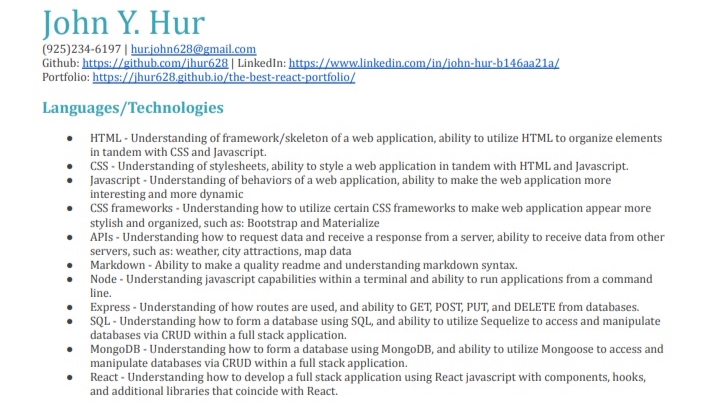 John Y. Hur
(925)234-6197 | hur.john628@gmail.com
Github: https://github.com/jhur628 | LinkedIn: https://www.linkedin.com/in/john-hur-b146aa21a/
Portfolio: https://jhur628.github.io/the-best-react-portfolio/
Languages/Technologies
● HTML - Understanding of framework/skeleton of a web application, ability to utilize HTML to organize elements
in tandem with CSS and Javascript.
● CSS - Understanding of stylesheets, ability to style a web application in tandem with HTML and Javascript.
● Javascript - Understanding of behaviors of a web application, ability to make the web application more
interesting and more dynamic
● CSS frameworks - Understanding how to utilize certain CSS frameworks to make web application appear more
stylish and organized, such as: Bootstrap and Materialize
● APIs - Understanding how to request data and receive a response from a server, ability to receive data from other
servers, such as: weather, city attractions, map data
● Markdown - Ability to make a quality readme and understanding markdown syntax.
● Node - Understanding javascript capabilities within a terminal and ability to run applications from a command
line.
● Express - Understanding of how routes are used, and ability to GET, POST, PUT, and DELETE from databases.
● SQL - Understanding how to form a database using SQL, and ability to utilize Sequelize to access and manipulate
databases via CRUD within a full stack application.
● MongoDB - Understanding how to form a database using MongoDB, and ability to utilize Mongoose to access and
manipulate databases via CRUD within a full stack application.
● React - Understanding how to develop a full stack application using React javascript with components, hooks,
and additional libraries that coincide with React.